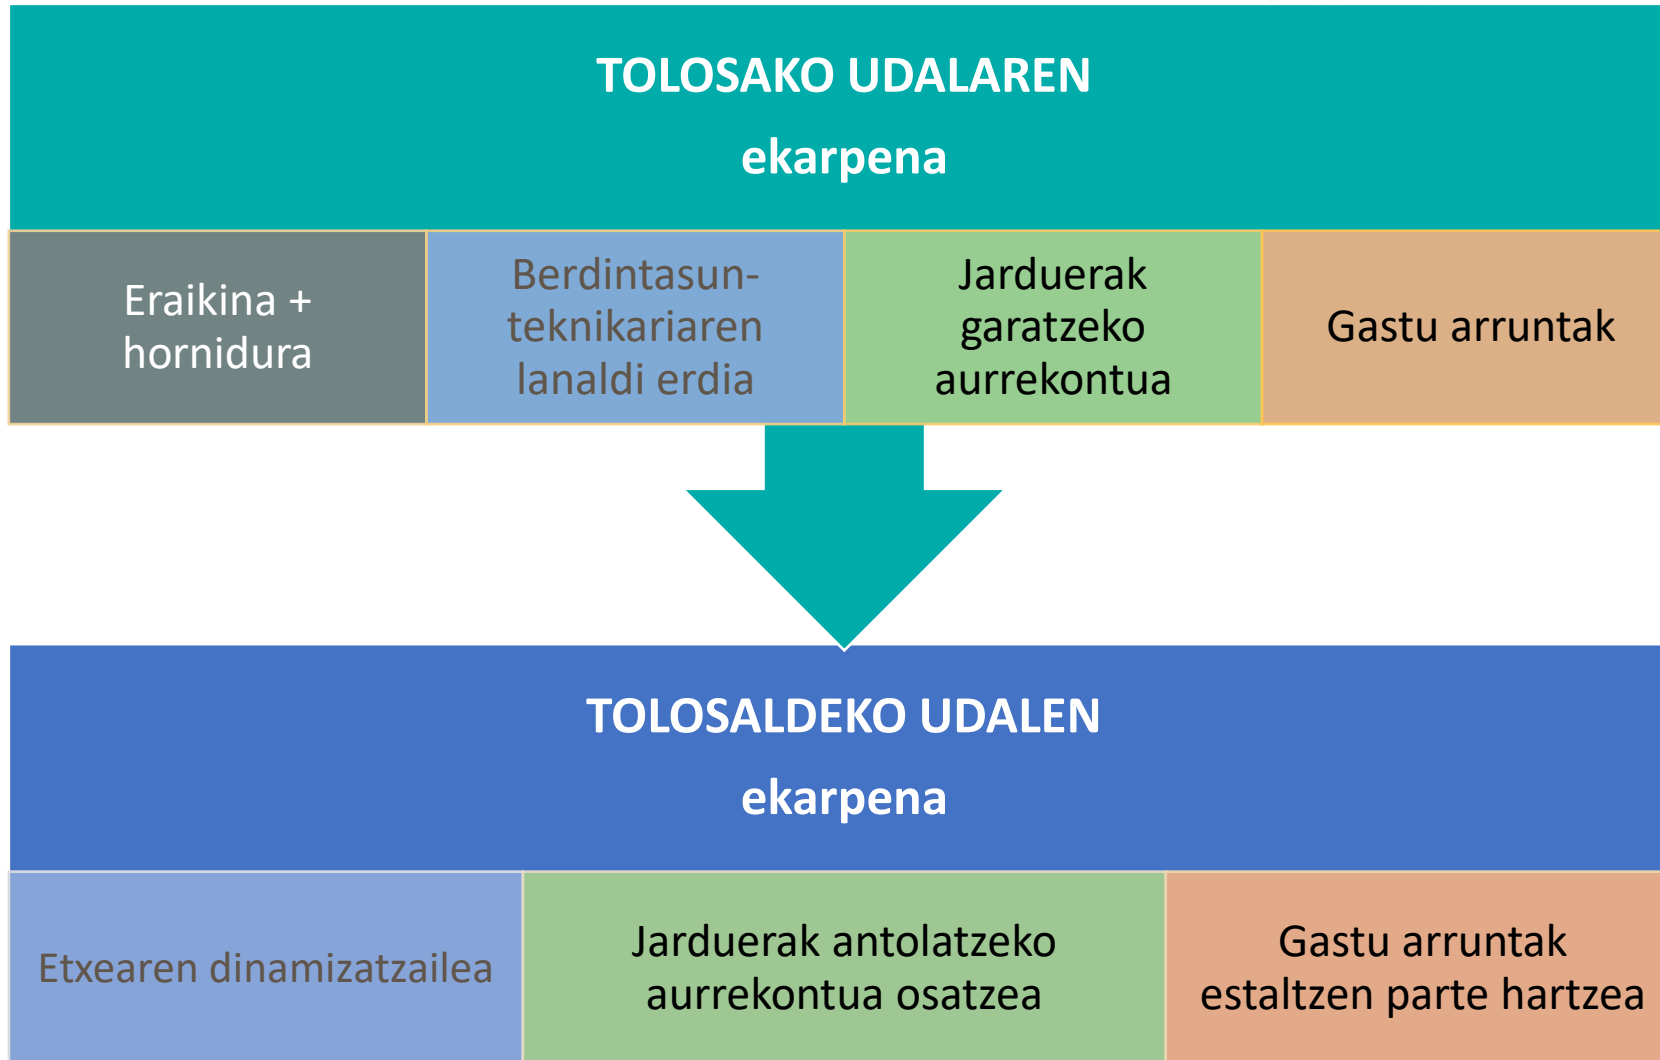 TOLOSAKO UDALAREN
ekarpena
Eraikina +
hornidura
Berdintasun-
teknikariaren
lanaldi erdia
Jarduerak
garatzeko
aurrekontua
Gastu arruntak
TOLOSALDEKO UDALEN
ekarpena
Etxearen dinamizatzailea
Jarduerak antolatzeko
aurrekontua osatzea
Gastu arruntak
estaltzen parte hartzea